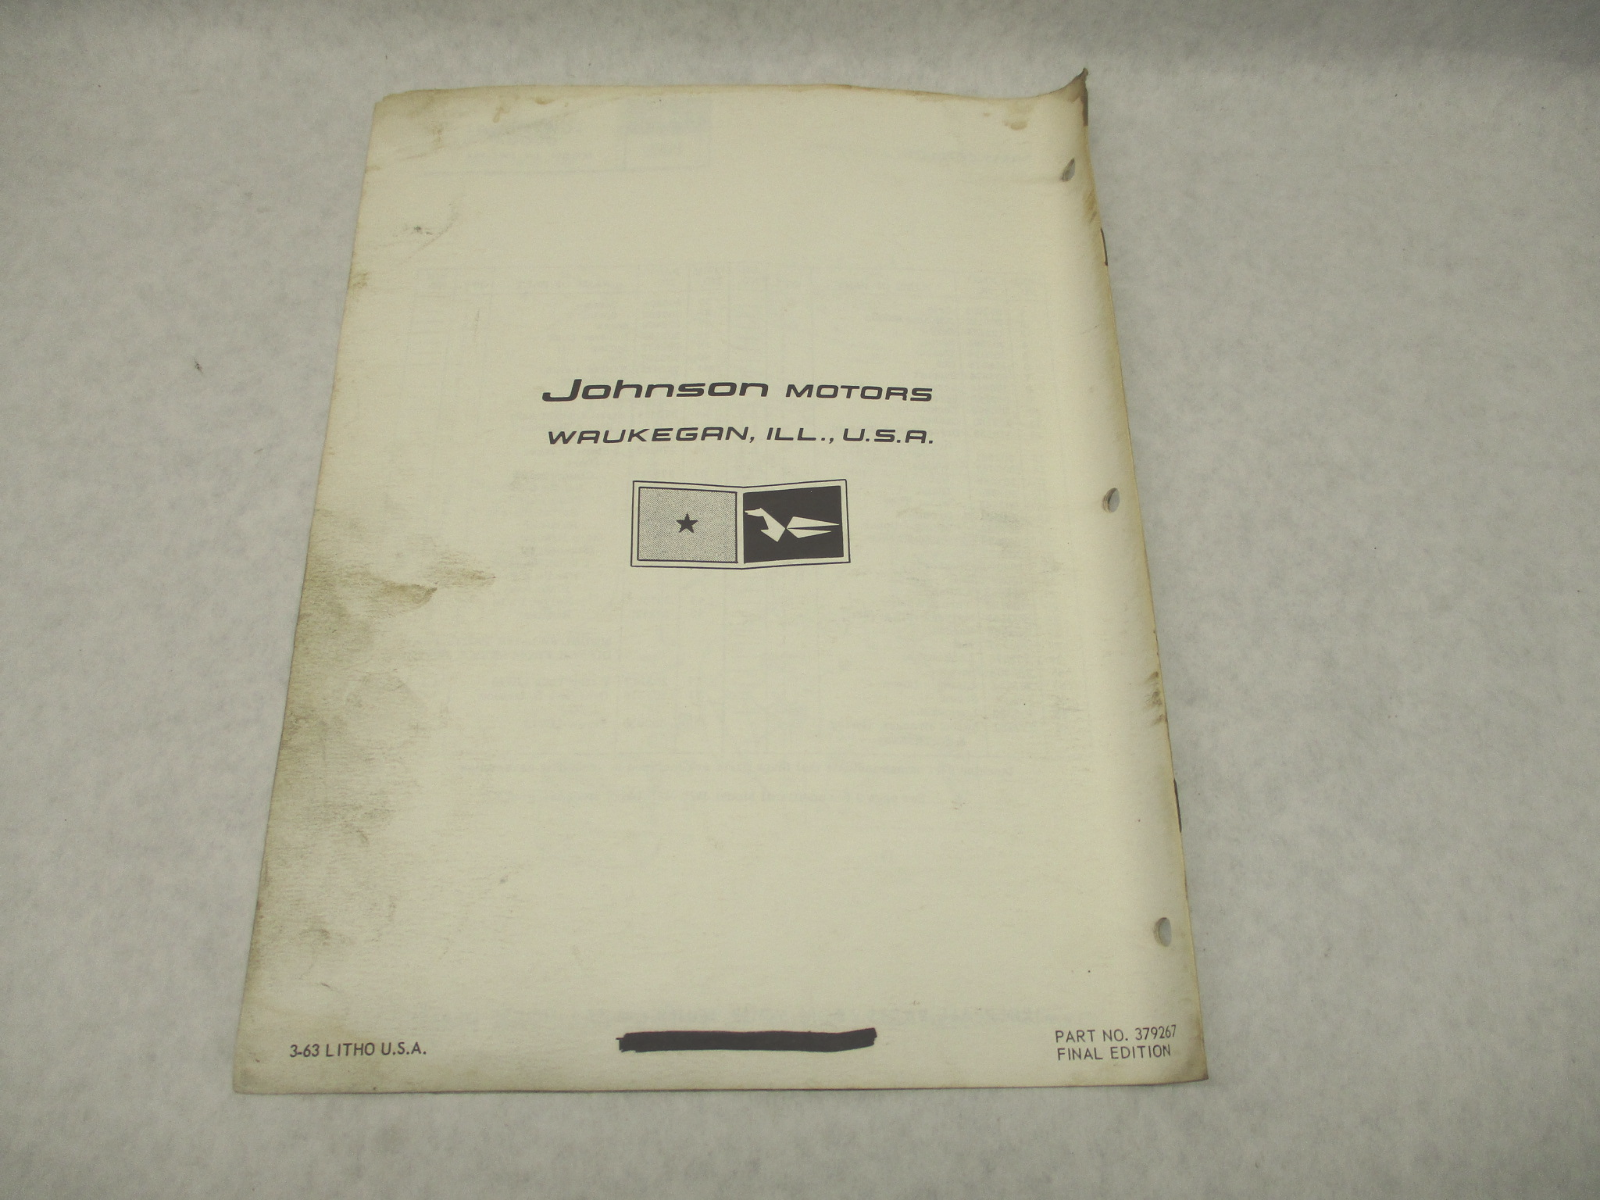 Johnson MOTORS
WAUKEGAN, ILL., U.S.A.
3-63 LITHO U.S.A.
PART NO. 379267
FINAL EDITION